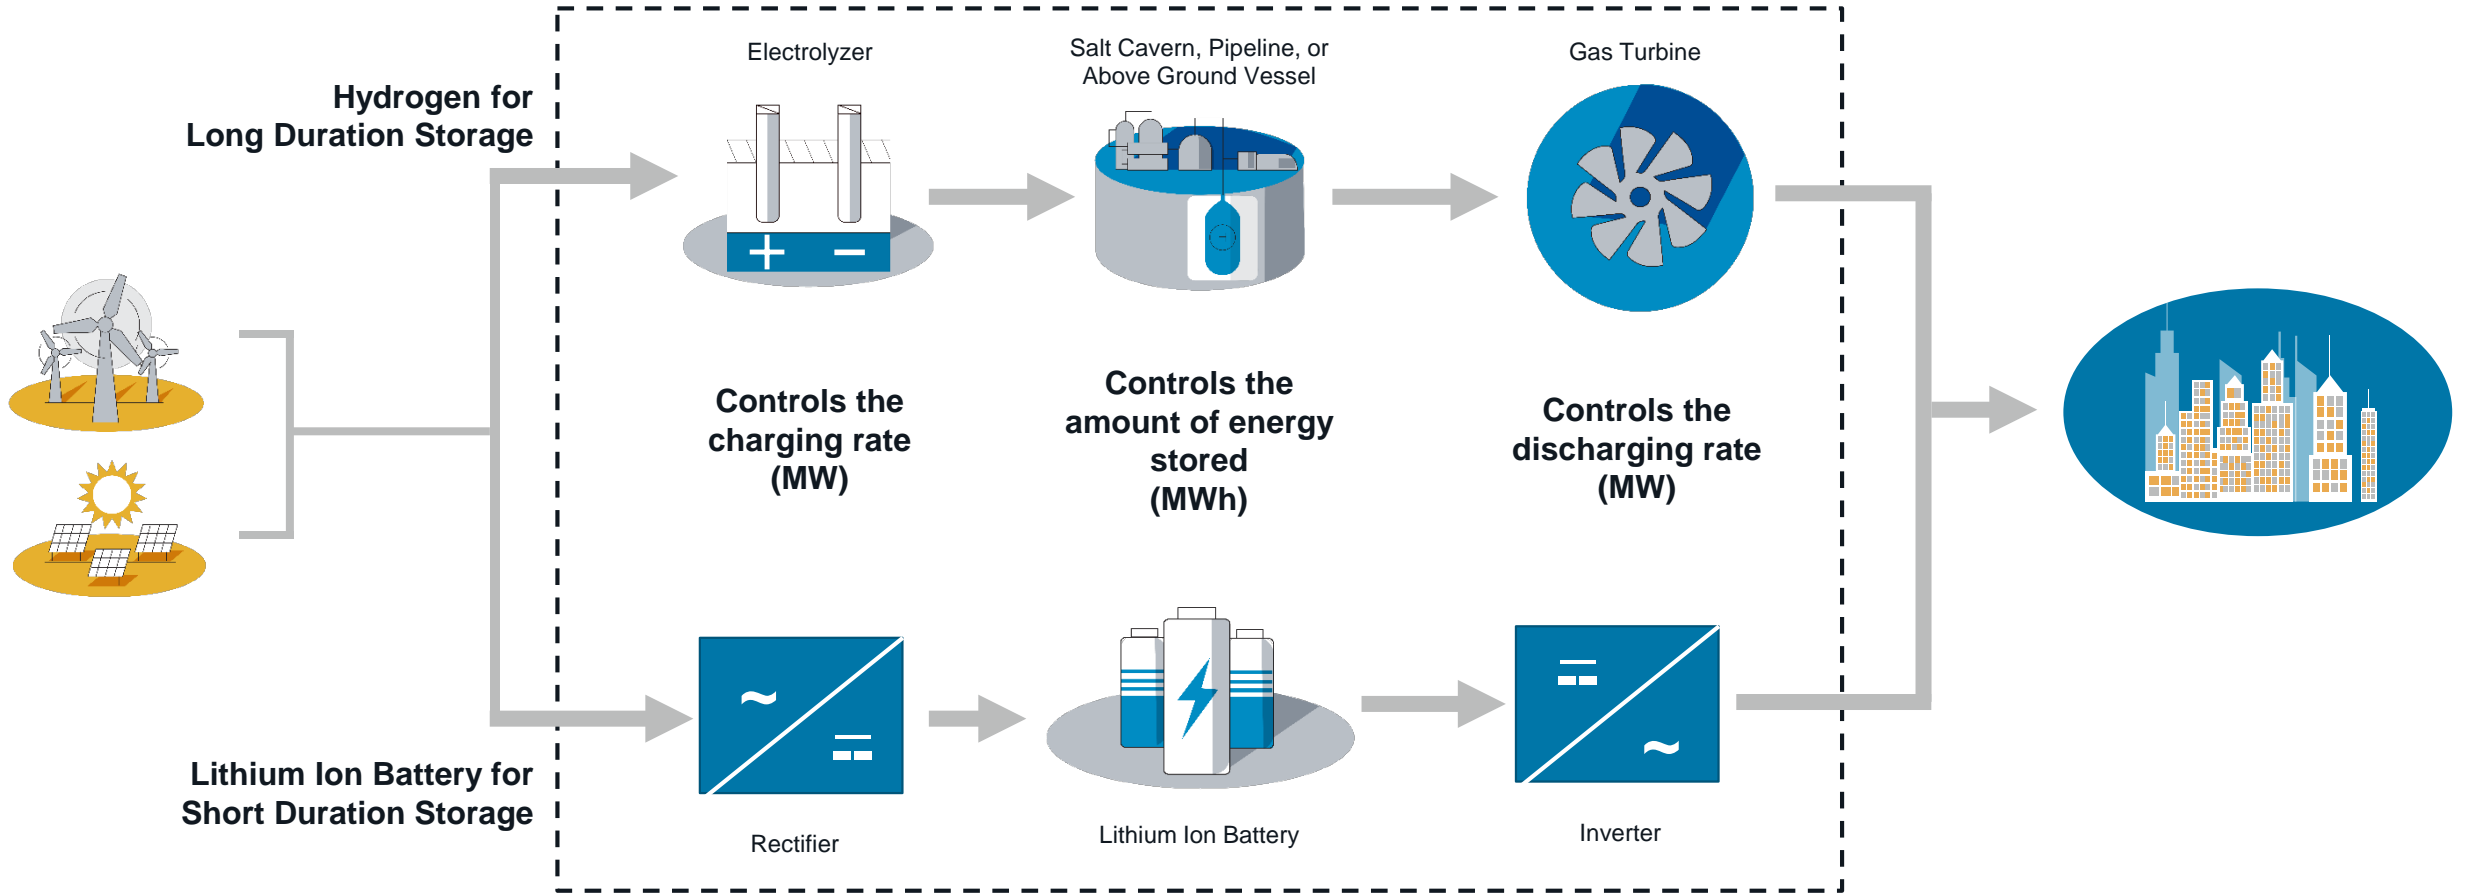 Electrolyzer
Salt Cavern, Pipeline, or
Above Ground Vessel
Gas Turbine
Hydrogen for
Long Duration Storage
Controls the
charging rate
(MW)
Controls the
amount of energy
stored
(MWh)
Controls the
discharging rate
(MW)
Lithium Ion Battery for
Short Duration Storage
Rectifier
Lithium Ion Battery
Inverter